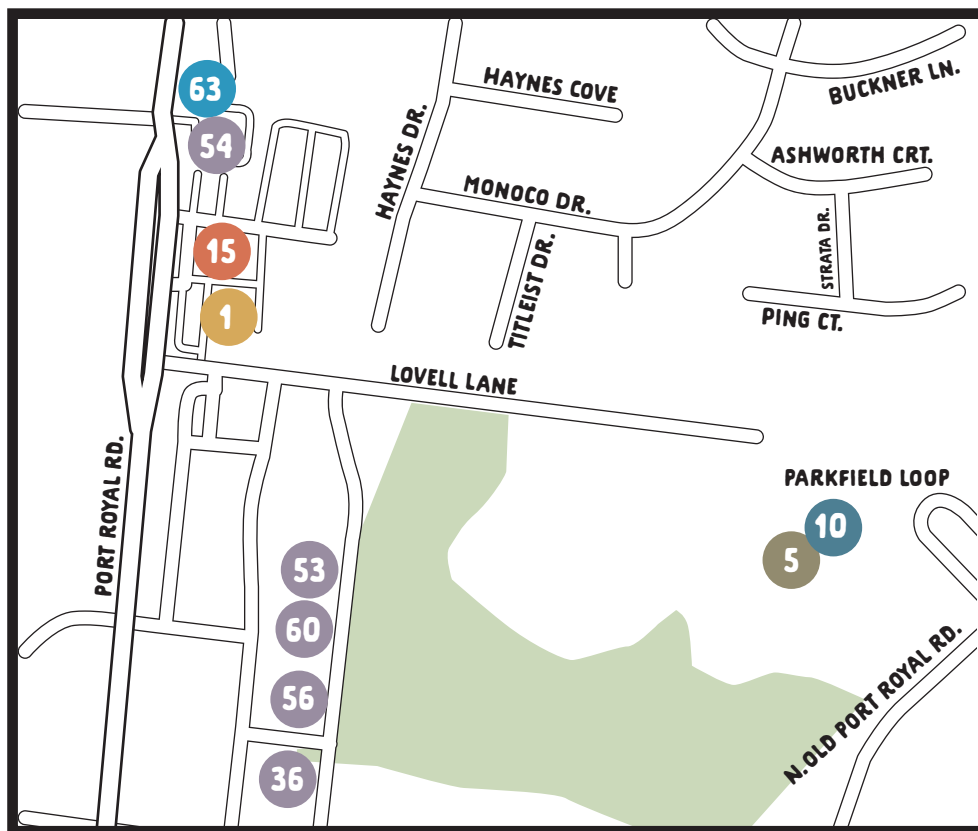 63
HAYNES COVE
BUCKNER LN.
54
ASHWORTH CRT.
HAYNES DR.
MONOCO DR.
15
STRATA DR.
TITLEIST DR.
1
PING CT.
LOVELL LANE
PORT ROYAL RD.
PARKFIELD LOOP
10
5
53
60
N. OLD PORT ROYAL RD.
56
36